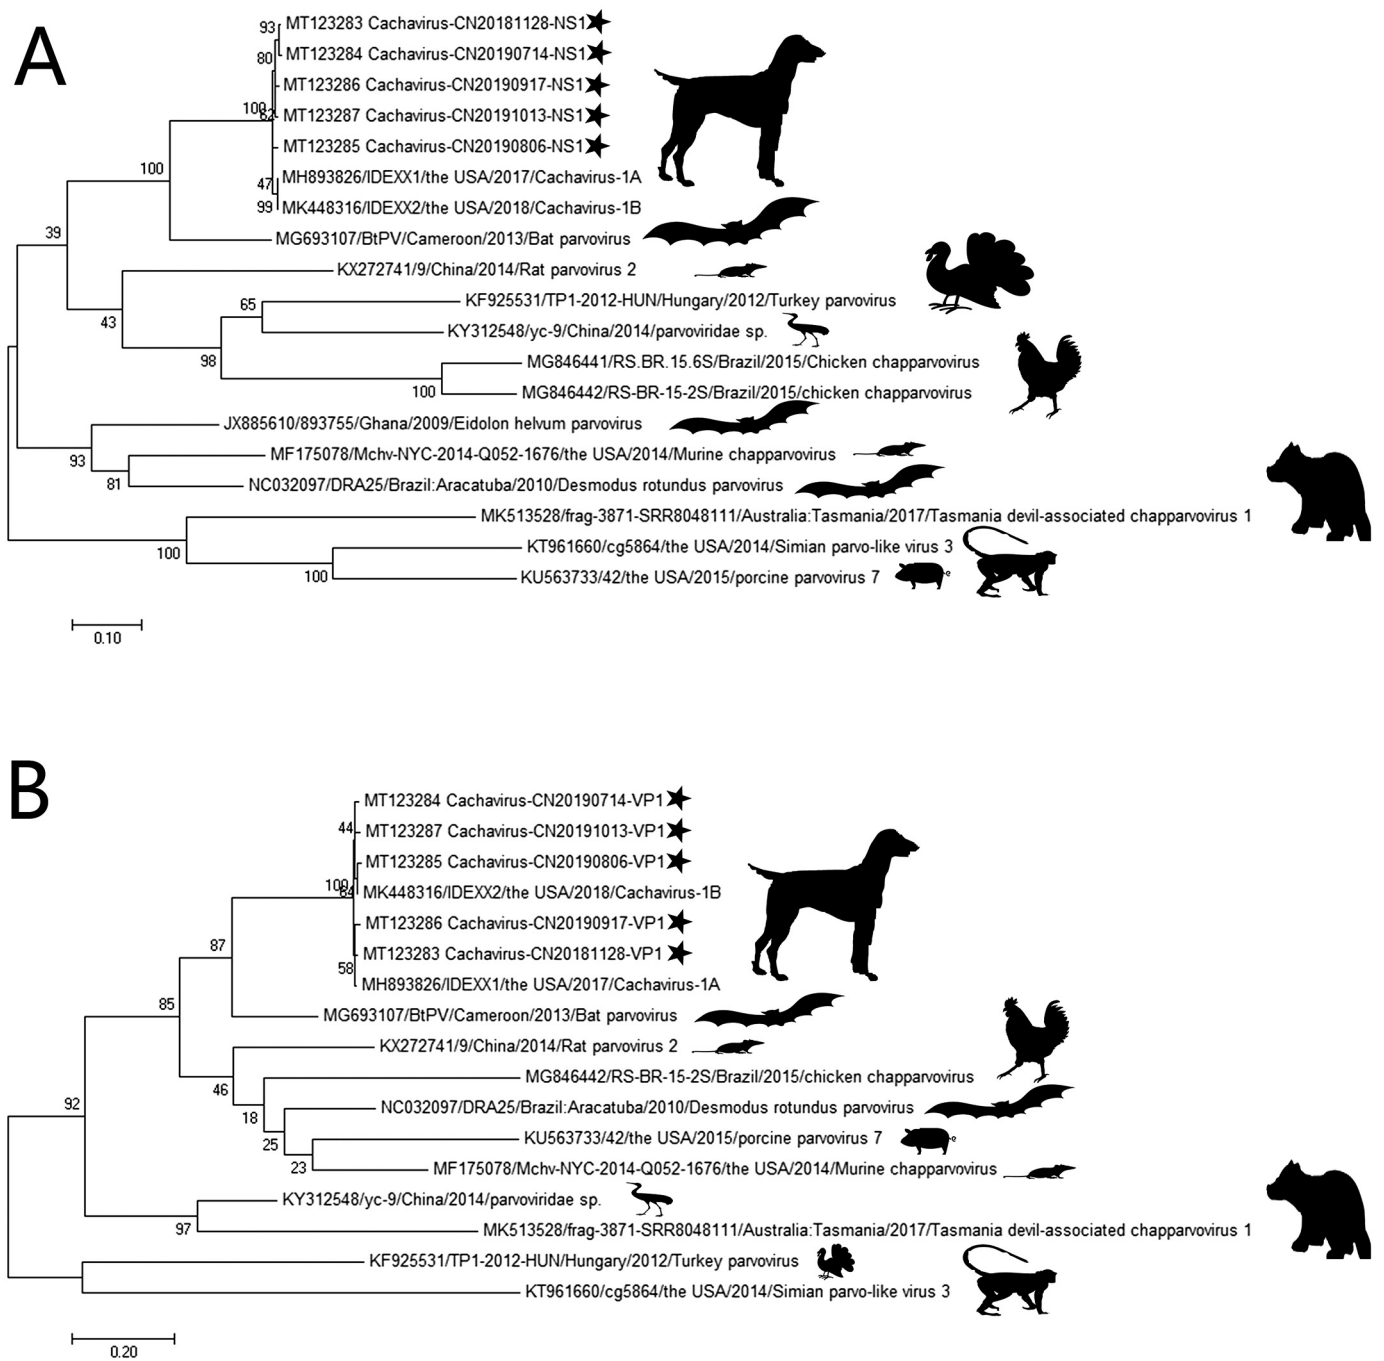 A
93
MT123283 Cachavirus-CN20181128-NS1
80
MT123284 Cachavirus-CN20190714-NS1
MT123286 Cachavirus-CN20190917-NS1
100
62
MT123287 Cachavirus-CN20191013-NS1
MT123285 Cachavirus-CN20190806-NS1
100
47
MH893826/IDEXX1/the USA/2017/Cachavirus-1A
99
MK448316/IDEXX2/the USA/2018/Cachavirus-1B
39
MG693107/BtPV/Cameroon/2013/Bat parvovirus
KX272741/9/China/2014/Rat parvovirus 2
65
KF925531/TP1-2012-HUN/Hungary/2012/Turkey parvovirus
43
KY312548/yc-9/China/2014/parvoviridae sp.
98
MG846441/RS.BR.15.6S/Brazil/2015/Chicken chapparvovirus
100
MG846442/RS-BR-15-2S/Brazil/2015/chicken chapparvovirus
JX885610/893755/Ghana/2009/Eidolon helvum parvovirus
93
MF175078/Mchv-NYC-2014-Q052-1676/the USA/2014/Murine chapparvovirus
81
NC032097/DRA25/Brazil:Aracatuba/2010/Desmodus rotundus parvovirus
MK513528/frag-3871-SRR8048111/Australia:Tasmania/2017/Tasmania devil-associated chapparvovirus 1
100
KT961660/cg5864/the USA/2014/Simian parvo-like virus 3
100
KU563733/42/the USA/2015/porcine parvovirus 7
0.10
B
MT123284 Cachavirus-CN20190714-VP1
44
MT123287 Cachavirus-CN20191013-VP1
MT123285 Cachavirus-CN20190806-VP1
100
64
MK448316/IDEXX2/the USA/2018/Cachavirus-1B
MT123286 Cachavirus-CN20190917-VP1
87
MT123283 Cachavirus-CN20181128-VP1
58
MH893826/IDEXX1/the USA/2017/Cachavirus-1A
85
MG693107/BtPV/Cameroon/2013/Bat parvovirus
KX272741/9/China/2014/Rat parvovirus 2
46
MG846442/RS-BR-15-2S/Brazil/2015/chicken chapparvovirus
92
18
NC032097/DRA25/Brazil:Aracatuba/2010/Desmodus rotundus parvovirus
25
KU563733/42/the USA/2015/porcine parvovirus 7
23
MF175078/Mchv-NYC-2014-Q052-1676/the USA/2014/Murine chapparvovirus
KY312548/yc-9/China/2014/parvoviridae sp.
97
MK513528/frag-3871-SRR8048111/Australia:Tasmania/2017/Tasmania devil-associated chapparvovirus 1
KF925531/TP1-2012-HUN/Hungary/2012/Turkey parvovirus
KT961660/cg5864/the USA/2014/Simian parvo-like virus 3
0.20